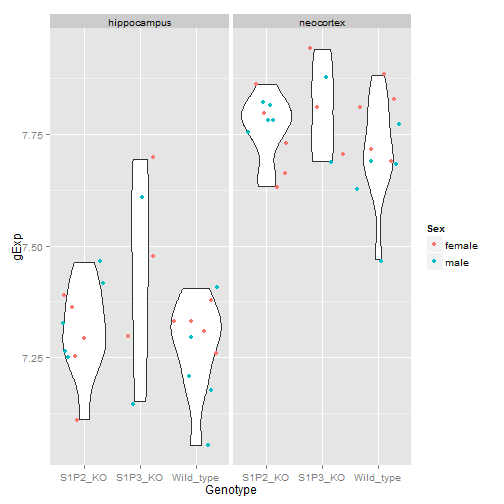 hippocampus neocortex
7.75
7.50
7.25
gExp
S1P2_KO S1P3_KO Wild_type S1P2_KO S1P3_KO Wild_type
Genotype
Sex
female
male